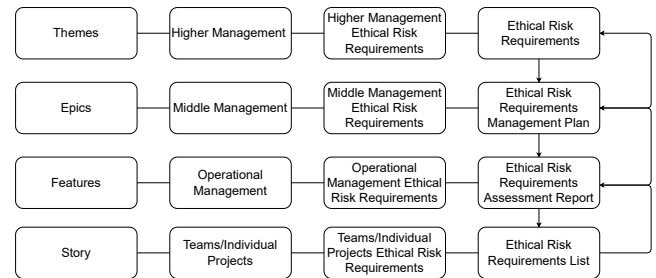 Themes
Higher Management
Higher Management
Ethical Risk
Requirements
Ethical Risk
Requirements
Epics
Middle Management
Middle Management
Ethical Risk
Requirements
Ethical Risk
Requirements
Management Plan
Features
Operational
Management
Operational
Management Ethical
Risk Requirements
Ethical Risk
Requirements
Assessment Report
Story
Teams/Individual
Projects
Teams/Individual
Projects Ethical Risk
Requirements
Ethical Risk
Requirements List